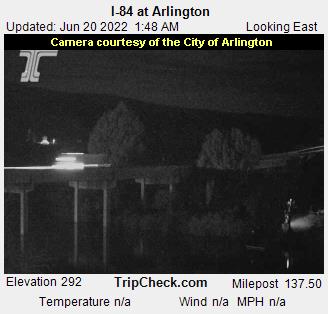 I-84 at Arlington
Updated: Jun 20 2022 1:48 AM Looking East
Camera courtesy of the City of Arlington
Elevation 292 TripCheck.com Milepost 137.50
Temperature n/a Wind n/a MPH n/a